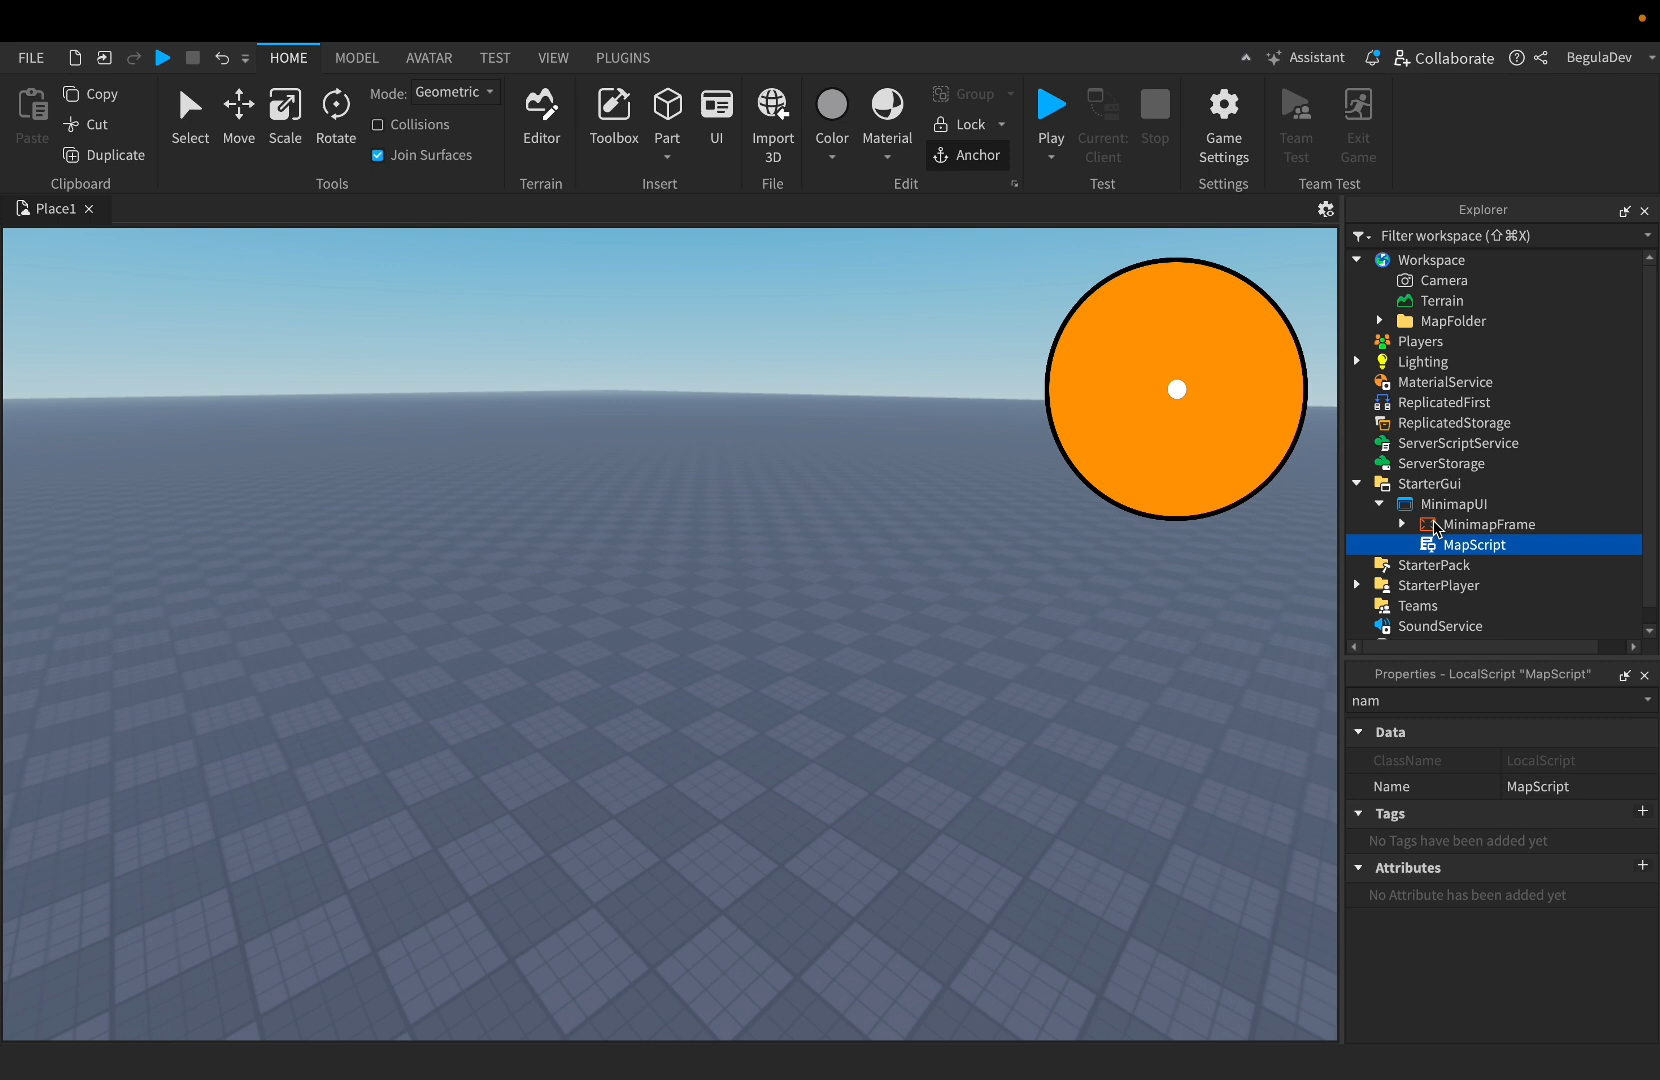 FILE
HOME
MODEL
AVATAR
TEST
VIEW
PLUGINS
Assistant
Collaborate
BegulaDev
Paste
Copy
Cut
Duplicate
Clipboard
Select
Move
Scale
Rotate
Mode: Geometric
Collisions
Join Surfaces
Tools
Editor
Terrain
Toolbox
Part
UI
Insert
Import
3D
File
Color
Material
Group
Lock
Anchor
Edit
Play
Current:
Client
Stop
Test
Game
Settings
Settings
Team
Test
Exit
Game
Team Test
Place1
Explorer
Filter workspace (⇧⌘X)
Workspace
Camera
Terrain
MapFolder
Players
Lighting
MaterialService
ReplicatedFirst
ReplicatedStorage
ServerScriptService
ServerStorage
StarterGui
MinimapUI
MinimapFrame
MapScript
StarterPack
StarterPlayer
Teams
SoundService
Properties - LocalScript "MapScript"
nam
Data
ClassName LocalScript
Name MapScript
Tags
No Tags have been added yet
Attributes
No Attribute has been added yet